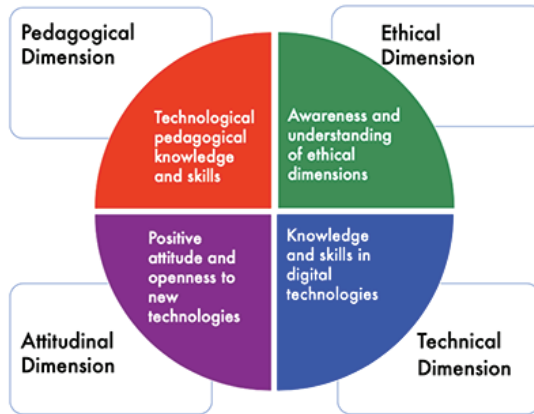 Pedagogical
Dimension
Ethical
Dimension
Technological
pedagogical
knowledge
and skills
Awareness and
understanding
of ethical
dimensions
Positive
attitude and
openness to
new
technologies
Knowledge
and skills in
digital
technologies
Attitudinal
Dimension
Technical
Dimension